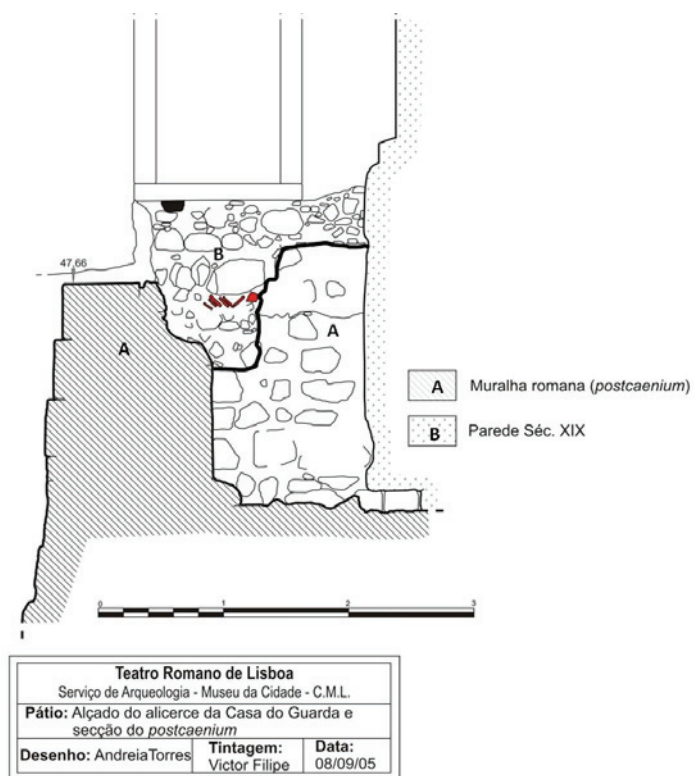 47,66
B
A
A
A Muralha romana (postcaenium)
B Parede Séc. XIX
0 1 2 3
Teatro Romano de Lisboa
Serviço de Arqueologia - Museu da Cidade - C.M.L.
Pátio: Alçado do alicerce da Casa do Guarda e
secção do postcaenium
Desenho: AndreiaTorres
Tintagem:
Victor Filipe
Data:
08/09/05